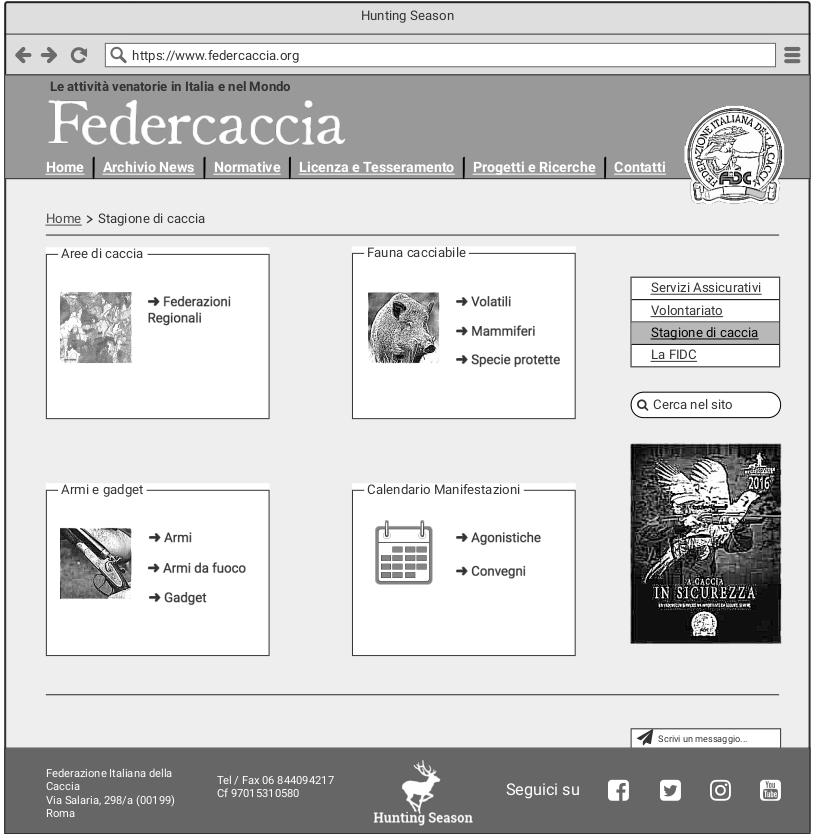 Hunting Season
https://www.federcaccia.org
Le attività venatorie in Italia e nel Mondo
Federcaccia
Home
Archivio News
Normative
Licenza e Tesseramento
Progetti e Ricerche
Contatti
FEDERAZIONE ITALIANA DELLA CACCIA
FIDC
Home > Stagione di caccia
Aree di caccia
➜ Federazioni
Regionali
Fauna cacciabile
➜ Volatili
➜ Mammiferi
➜ Specie protette
Servizi Assicurativi
Volontariato
Stagione di caccia
La FIDC
Cerca nel sito
Armi e gadget
➜ Armi
➜ Armi da fuoco
➜ Gadget
Calendario Manifestazioni
➜ Agonistiche
➜ Convegni
2016
A CACCIA
IN SICUREZZA
Scrivi un messaggio...
Federazione Italiana della
Caccia
Via Salaria, 298/a (00199)
Roma
Tel / Fax 06 844094217
Cf 97015310580
Hunting Season
Seguici su
You
Tube